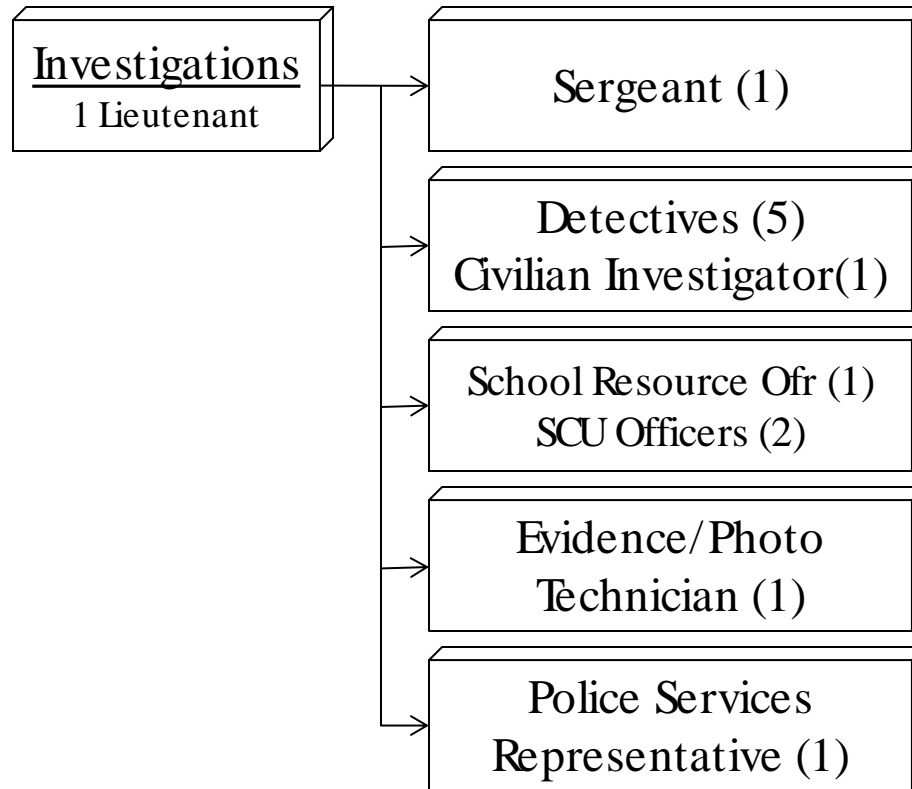 Investigations
1 Lieutenant
Sergeant (1)
Detectives (5)
Civilian Investigator(1)
School Resource Ofr (1)
SCU Officers (2)
Evidence/Photo
Technician (1)
Police Services
Representative (1)